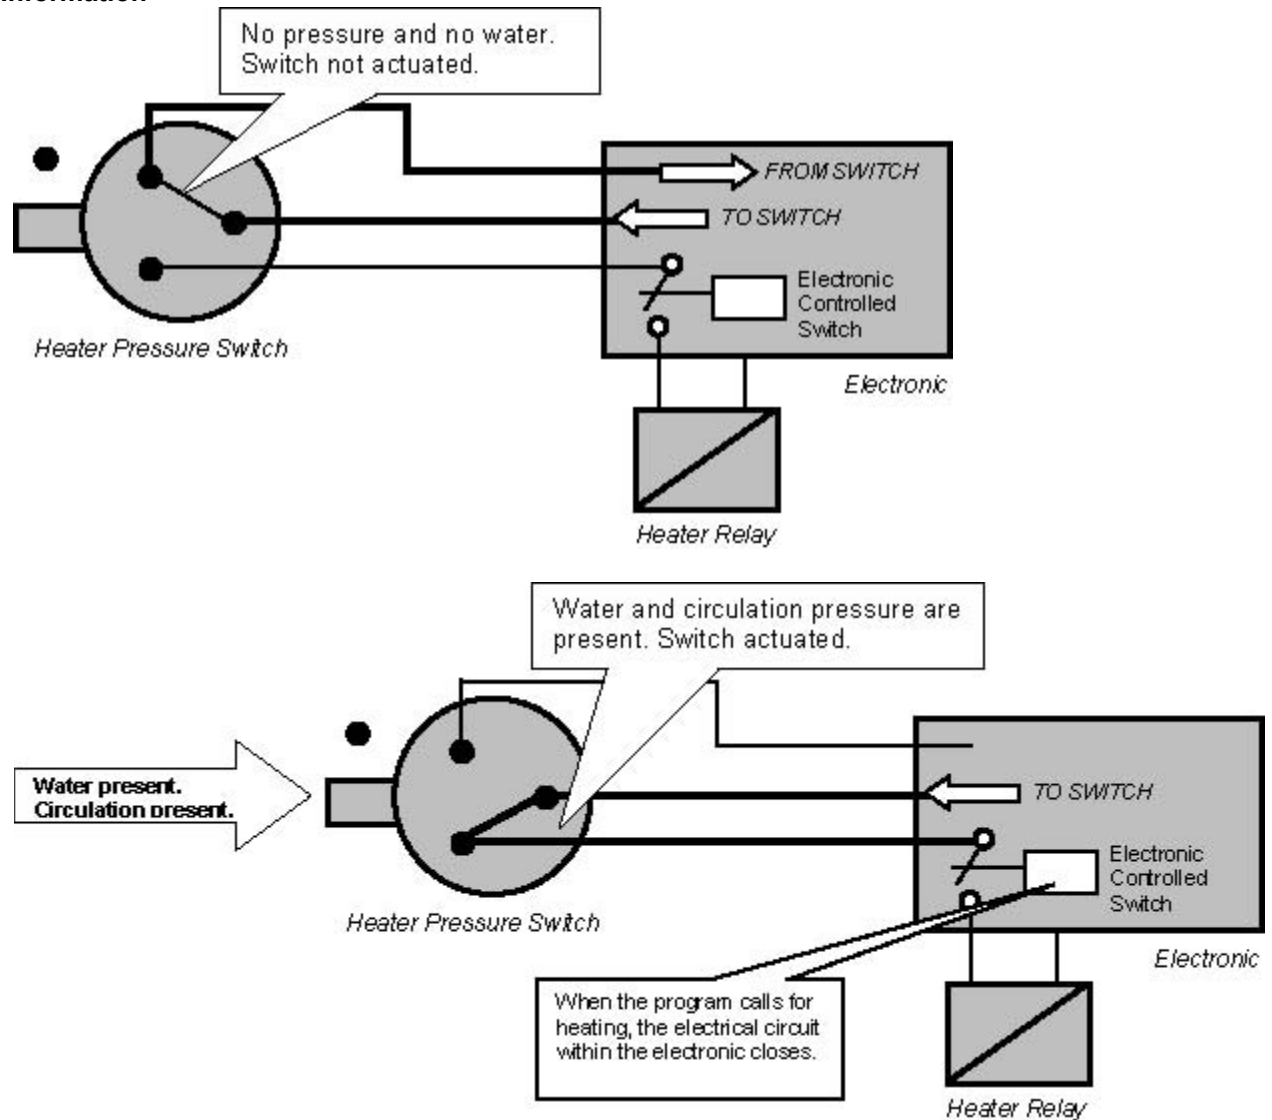 No pressure and no water.
Switch not actuated.
FROM SWITCH
TO SWITCH
Electronic
Controlled
Switch
Heater Pressure Switch
Electronic
Heater Relay
Water and circulation pressure are
present. Switch actuated.
Water present.
Circulation present.
TO SWITCH
Electronic
Controlled
Switch
Heater Pressure Switch
Electronic
When the program calls for
heating, the electrical circuit
within the electronic closes.
Heater Relay